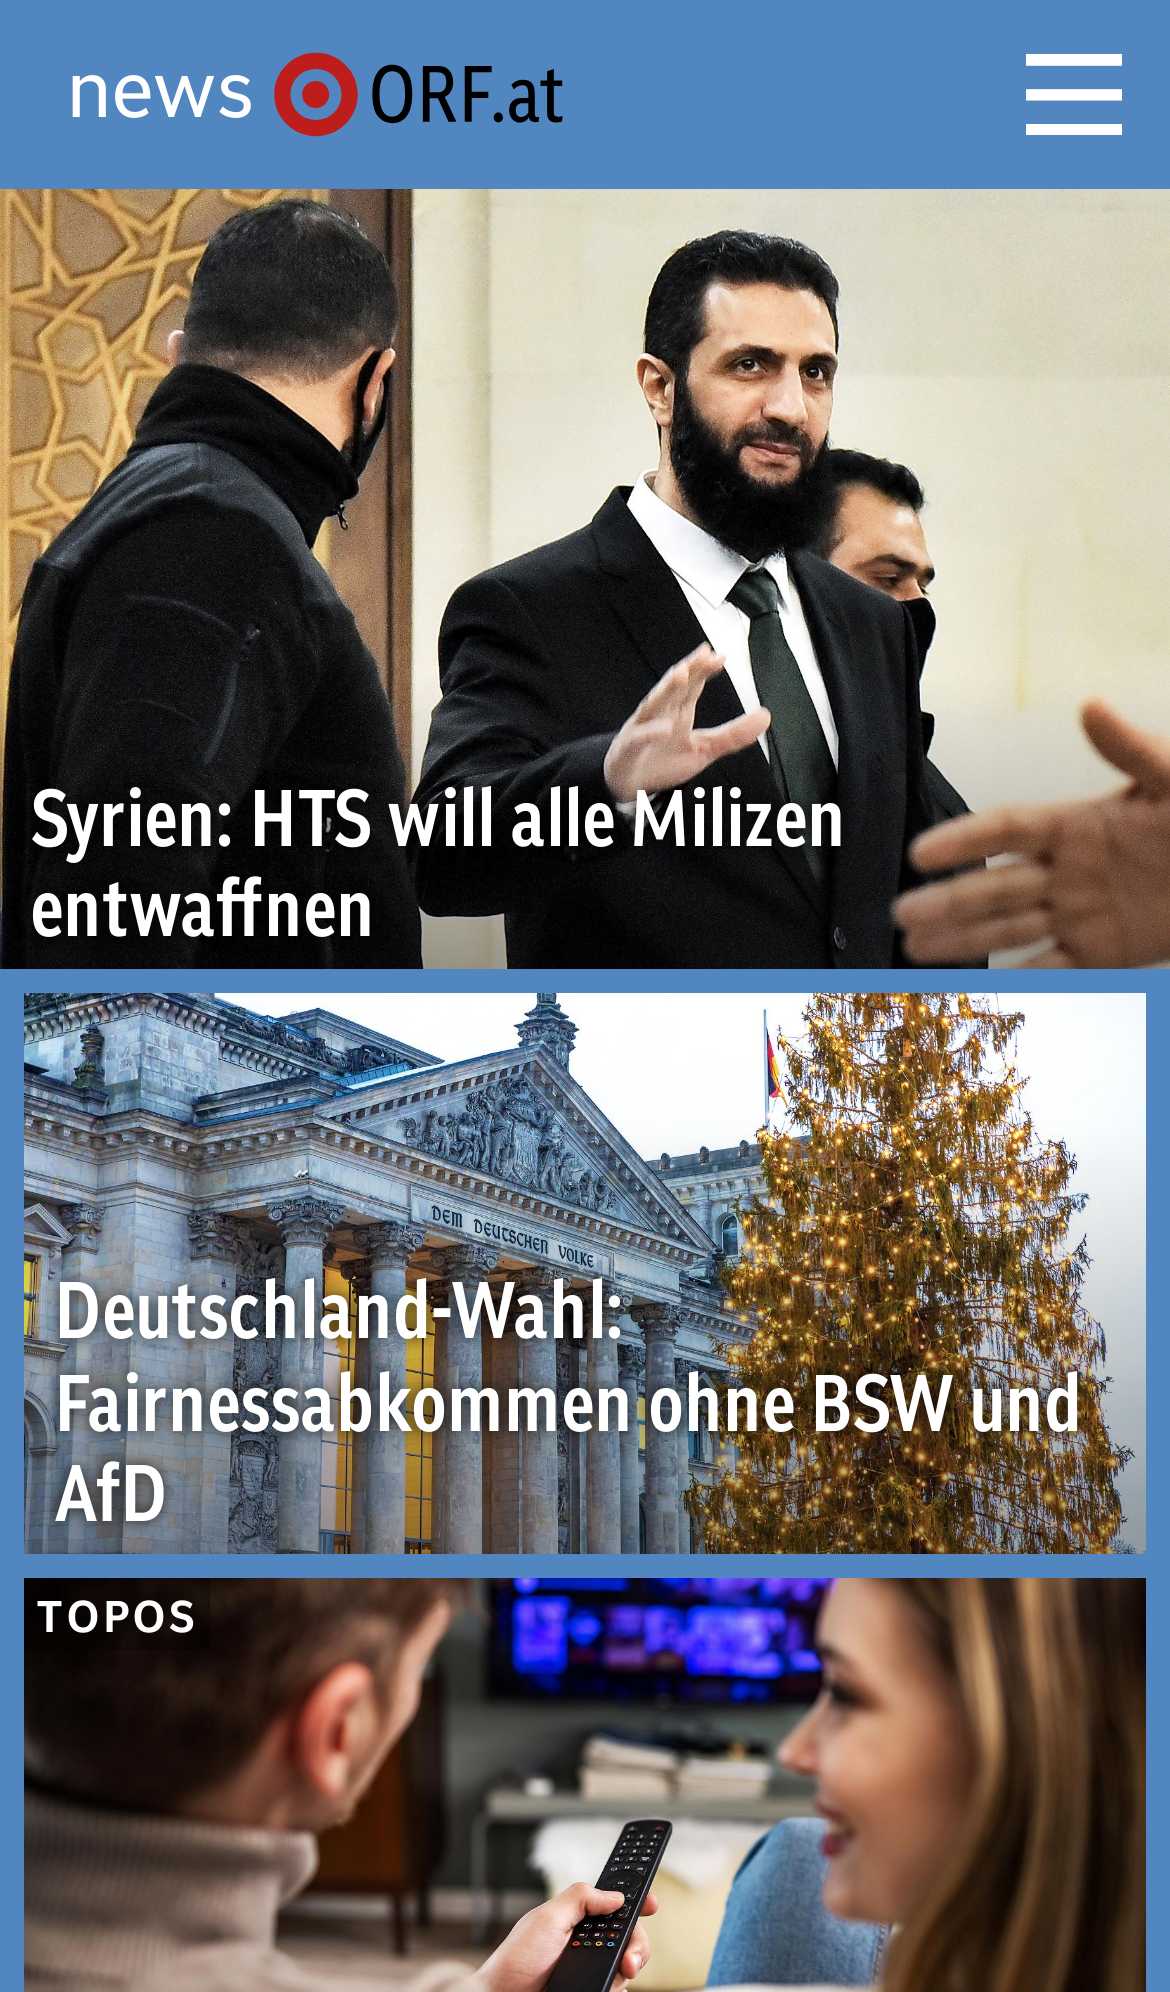 news ORF.at
Syrien: HTS will alle Milizen
entwaffnen
DEM DEUTSCHEN VOLKE
Deutschland-Wahl:
Fairnessabkommen ohne BSW und
AfD
TOPOS